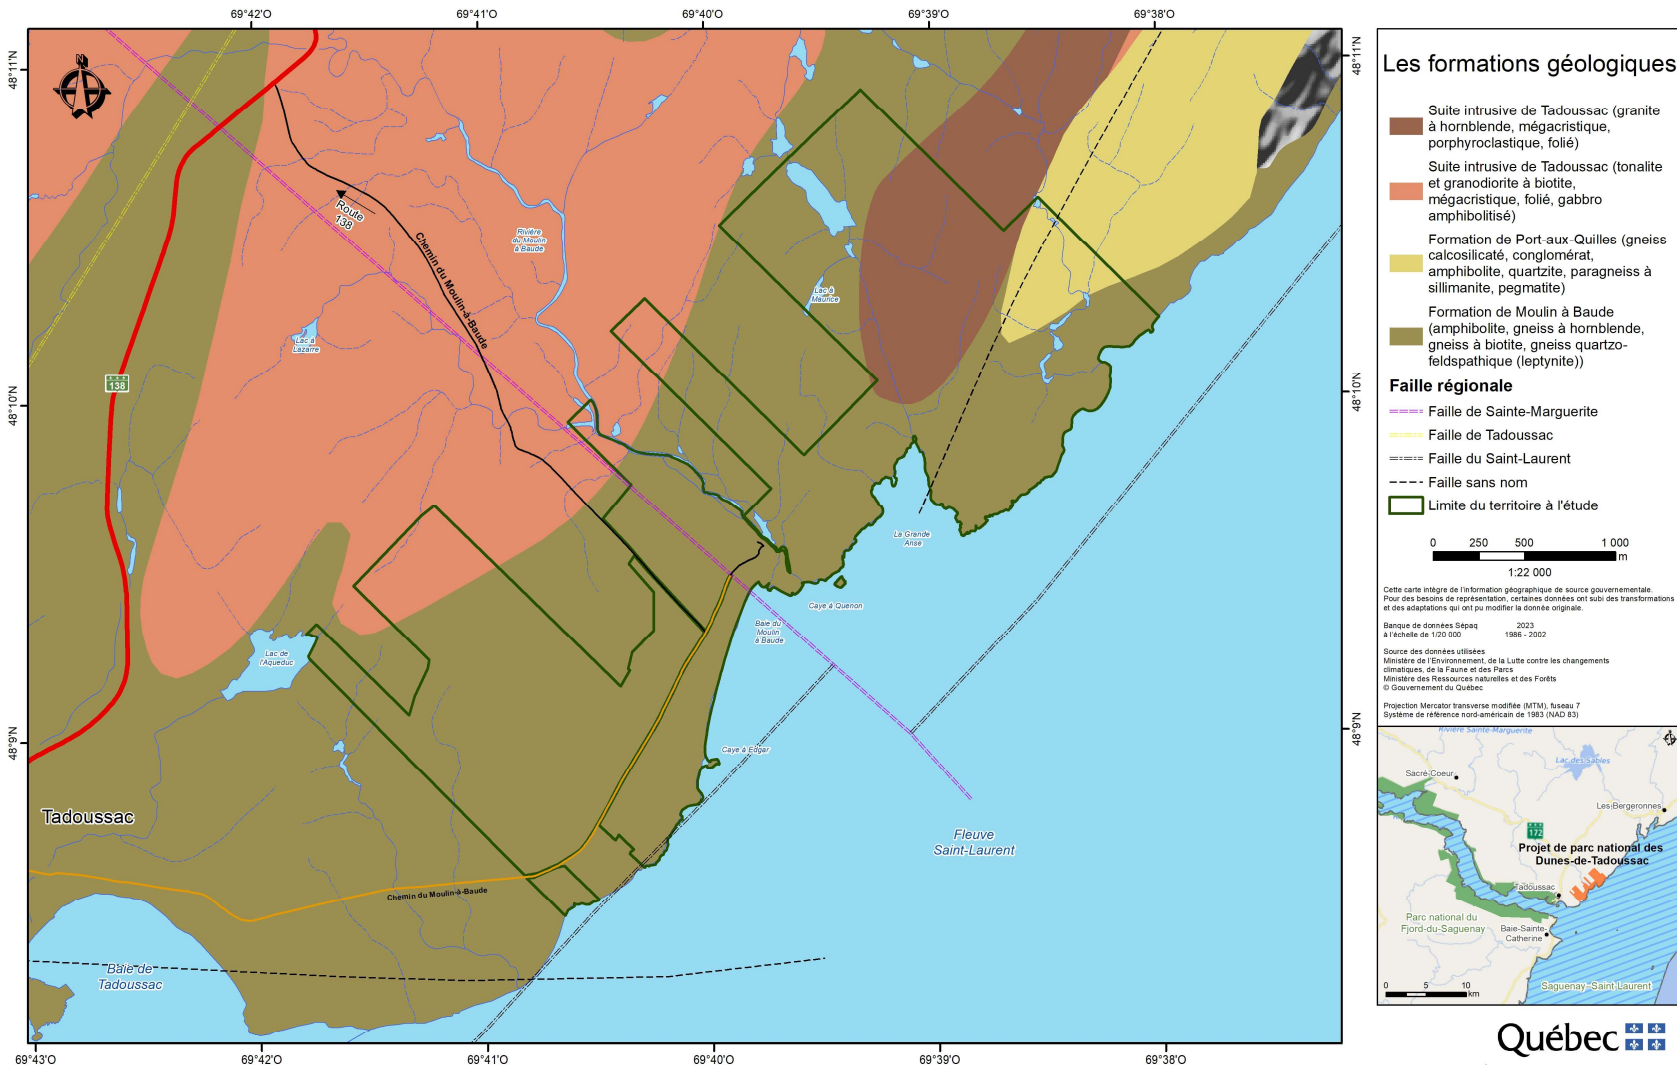 69°42'O
69°41'O
69°40'O
69°39'O
69°38'O
48°11'N
48°11'N
N
Route
138
Chemin du Moulin-à-Baude
Rivière
du Moulin
à Baude
Lac à
Maurice
Lac à
Lazarre
138
48°10'N
48°10'N
La Grande
Anse
Caye à Quenon
Baie du
Moulin
à Baude
Lac de
l'Aqueduc
48°9'N
48°9'N
Caye à Edgar
Tadoussac
Fleuve
Saint-Laurent
Chemin du Moulin-à-Baude
Baie de
Tadoussac
69°43'O
69°42'O
69°41'O
69°40'O
69°39'O
69°38'O
Les formations géologiques
Suite intrusive de Tadoussac (granite
à hornblende, mégacristique,
porphyroclastique, folié)
Suite intrusive de Tadoussac (tonalite
et granodiorite à biotite,
mégacristique, folié, gabbro
amphibolitisé)
Formation de Port-aux-Quilles (gneiss
calcosilicaté, conglomérat,
amphibolite, quartzite, paragneiss à
sillimanite, pegmatite)
Formation de Moulin à Baude
(amphibolite, gneiss à hornblende,
gneiss à biotite, gneiss quartzo-
feldspathique (leptynite))
Faille régionale
Faille de Sainte-Marguerite
Faille de Tadoussac
Faille du Saint-Laurent
Faille sans nom
Limite du territoire à l'étude
0 250 500 1 000
m
1:22 000
Cette carte intègre de l'information géographique de source gouvernementale.
Pour des besoins de représentation, certaines données ont subi des transformations
et des adaptations qui ont pu modifier la donnée originale.
Banque de données Sépaq 2023
à l'échelle de 1/20 000 1986 - 2002
Source des données utilisées
Ministère de l'Environnement, de la Lutte contre les changements
climatiques, de la Faune et des Parcs
Ministère des Ressources naturelles et des Forêts
© Gouvernement du Québec
Projection Mercator transverse modifiée (MTM), fuseau 7
Système de référence nord-américain de 1983 (NAD 83)
Rivière Sainte-Marguerite
Lac des Sables
Sacré-Coeur
Les Bergeronnes
172
Projet de parc national des
Dunes-de-Tadoussac
Tadoussac
Parc national du
Fjord-du-Saguenay
Baie-Sainte-
Catherine
Saguenay–Saint-Laurent
0 5 10
km
Québec